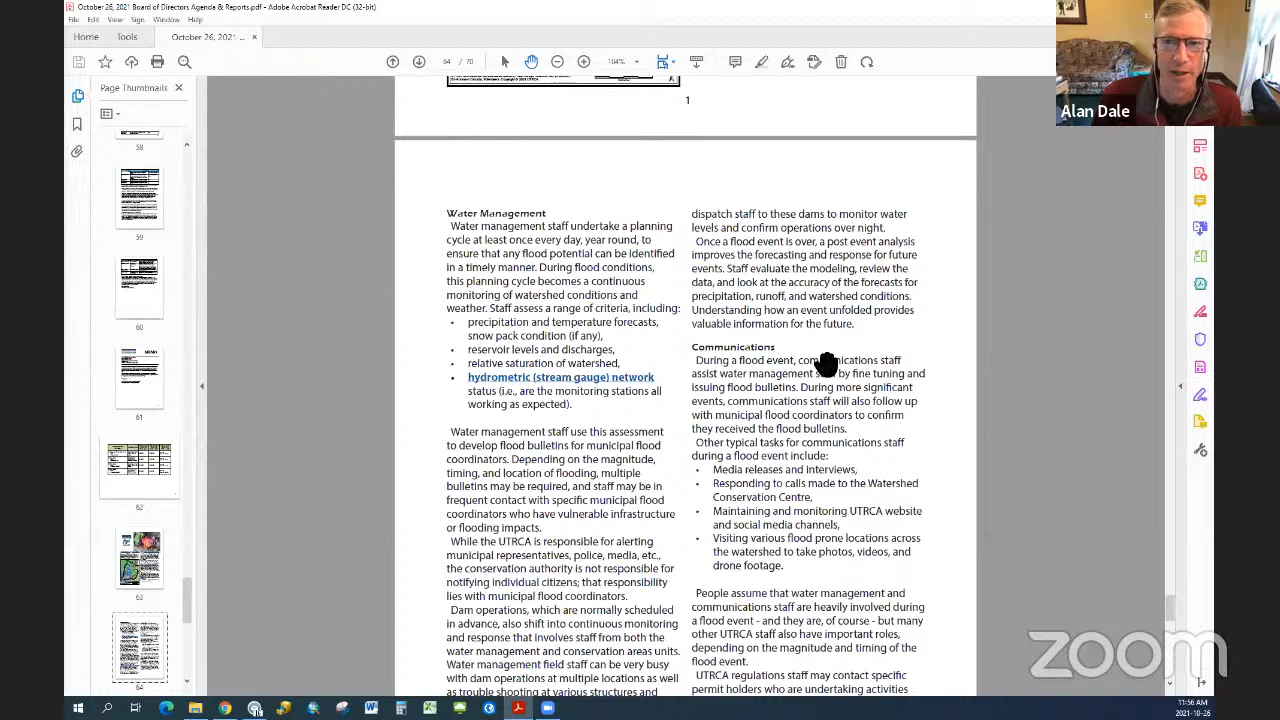 October 26, 2021 Board of Directors Agenda & Reports.pdf - Adobe Acrobat Reader DC (32-bit)
File Edit View Sign Window Help
Home Tools October 26, 2021 ... ×
64 / 70 104%
Page Thumbnails ×
58
59
60
61
62
63
64
Alan Dale
1
Water Management
Water management staff undertake a planning
cycle at least once every day, year round, to
ensure that any flood potential can be identified
in a timely manner. During flood conditions,
this planning cycle becomes a continuous
monitoring of watershed conditions and
weather. Staff assess a range of criteria, including:
• precipitation and temperature forecasts,
snow pack condition (if any),
• reservoir levels and discharges,
• relative saturation of watershed,
• hydrometric (stream gauge) network
status (i.e., are the monitoring stations all
working as expected).
Water management staff use this assessment
to develop flood bulletins for municipal flood
coordinators. Depending on the magnitude,
timing, and location of flooding, multiple
bulletins may be required, and staff may be in
frequent contact with specific municipal flood
coordinators who have vulnerable infrastructure
or flooding impacts.
While the UTRCA is responsible for alerting
municipal representatives, police, media, etc.,
the conservation authority is not responsible for
notifying individual citizens; that responsibility
lies with municipal flood coordinators.
Dam operations, which are normally scheduled
in advance, also shift into continuous monitoring
and response that involves staff from both the
water management and conservation areas units.
Water management field staff can be very busy
with dam operations at multiple locations as well
as trouble shooting at various structures and
dispatch staff to these dams to monitor water
levels and confirm operations over night.
Once a flood event is over, a post event analysis
improves the forecasting and response for future
events. Staff evaluate the modeling, review the
data, and look at the accuracy of the forecasts for
precipitation, runoff, and watershed conditions.
Understanding how an event unfolded provides
valuable information for the future.
Communications
During a flood event, communications staff
assist water management staff by fine tuning and
issuing flood bulletins. During more significant
events, communications staff will also follow up
with municipal flood coordinators to confirm
they received the flood bulletins.
Other typical tasks for communications staff
during a flood event include:
• Media releases and interviews,
• Responding to calls made to the Watershed
Conservation Centre,
• Maintaining and monitoring UTRCA website
and social media channels,
• Visiting various flood prone locations across
the watershed to take photos, videos, and
drone footage.
People assume that water management and
communications staff are heavily involved during
a flood event - and they are, of course - but many
other UTRCA staff also have important roles,
depending on the magnitude and timing of the
flood event.
UTRCA regulations staff may contact specific
permit holders who are undertaking activities
zoom
11:56 AM
2021-10-26